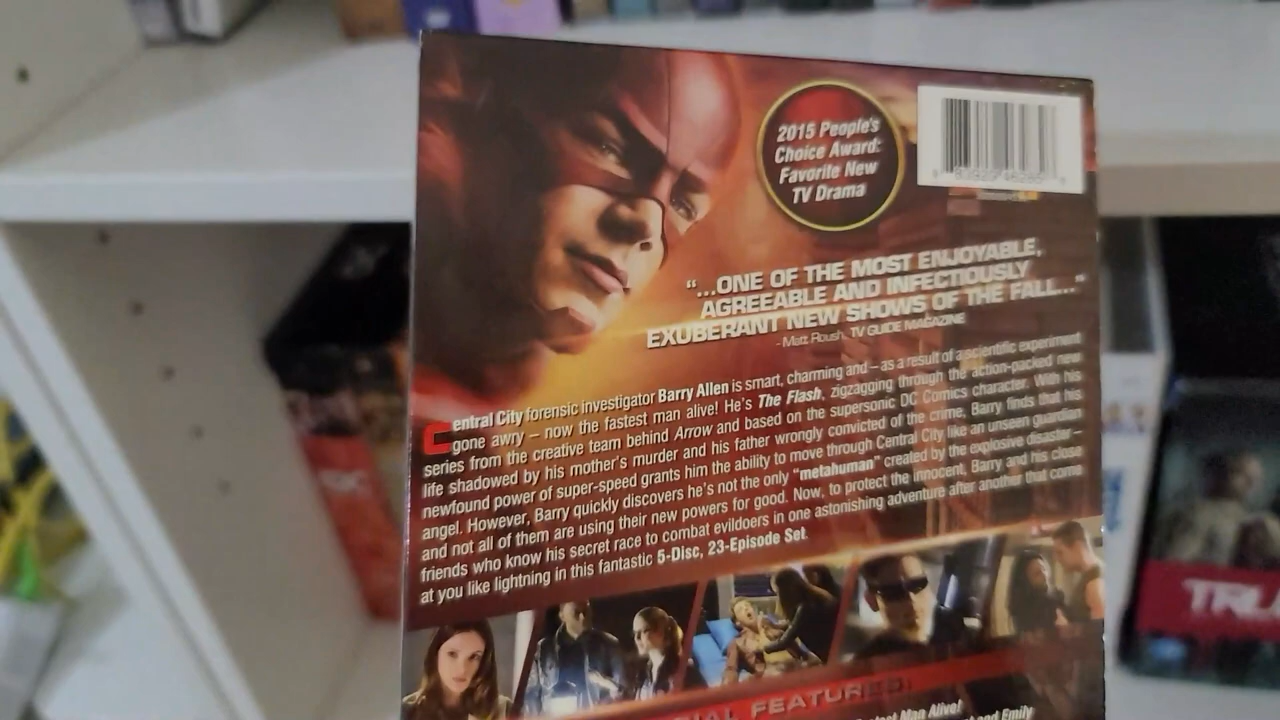 2015 People's
Choice Award:
Favorite New
TV Drama
"...ONE OF THE MOST ENJOYABLE,
AGREEABLE AND INFECTIOUSLY
EXUBERANT NEW SHOWS OF THE FALL..."
- Matt Roush, TV GUIDE MAGAZINE
Central City forensic investigator Barry Allen is smart, charming and – as a result of a scientific experiment
gone awry – now the fastest man alive! He's The Flash, zigzagging through the action-packed new
series from the creative team behind Arrow and based on the supersonic DC Comics character. With his
life shadowed by his mother's murder and his father wrongly convicted of the crime, Barry finds that his
newfound power of super-speed grants him the ability to move through Central City like an unseen guardian
angel. However, Barry quickly discovers he's not the only "metahuman" created by the explosive disaster–
and not all of them are using their new powers for good. Now, to protect the innocent, Barry and his close
friends who know his secret race to combat evildoers in one astonishing adventure after another that come
at you like lightning in this fantastic 5-Disc, 23-Episode Set.
FEATURES:
Man Alive!
and Emily